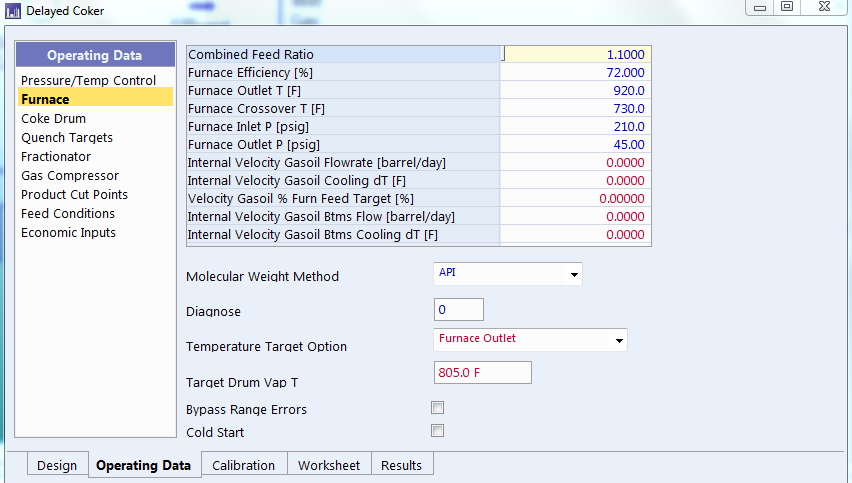 Delayed Coker
Operating Data
Pressure/Temp Control
Furnace
Coke Drum
Quench Targets
Fractionator
Gas Compressor
Product Cut Points
Feed Conditions
Economic Inputs
Combined Feed Ratio 1.1000
Furnace Efficiency [%] 72.000
Furnace Outlet T [F] 920.0
Furnace Crossover T [F] 730.0
Furnace Inlet P [psig] 210.0
Furnace Outlet P [psig] 45.00
Internal Velocity Gasoil Flowrate [barrel/day] 0.0000
Internal Velocity Gasoil Cooling dT [F] 0.0000
Velocity Gasoil % Furn Feed Target [%] 0.00000
Internal Velocity Gasoil Btms Flow [barrel/day] 0.0000
Internal Velocity Gasoil Btms Cooling dT [F] 0.0000
Molecular Weight Method API
Diagnose 0
Temperature Target Option Furnace Outlet
Target Drum Vap T 805.0 F
Bypass Range Errors
Cold Start
Design Operating Data Calibration Worksheet Results